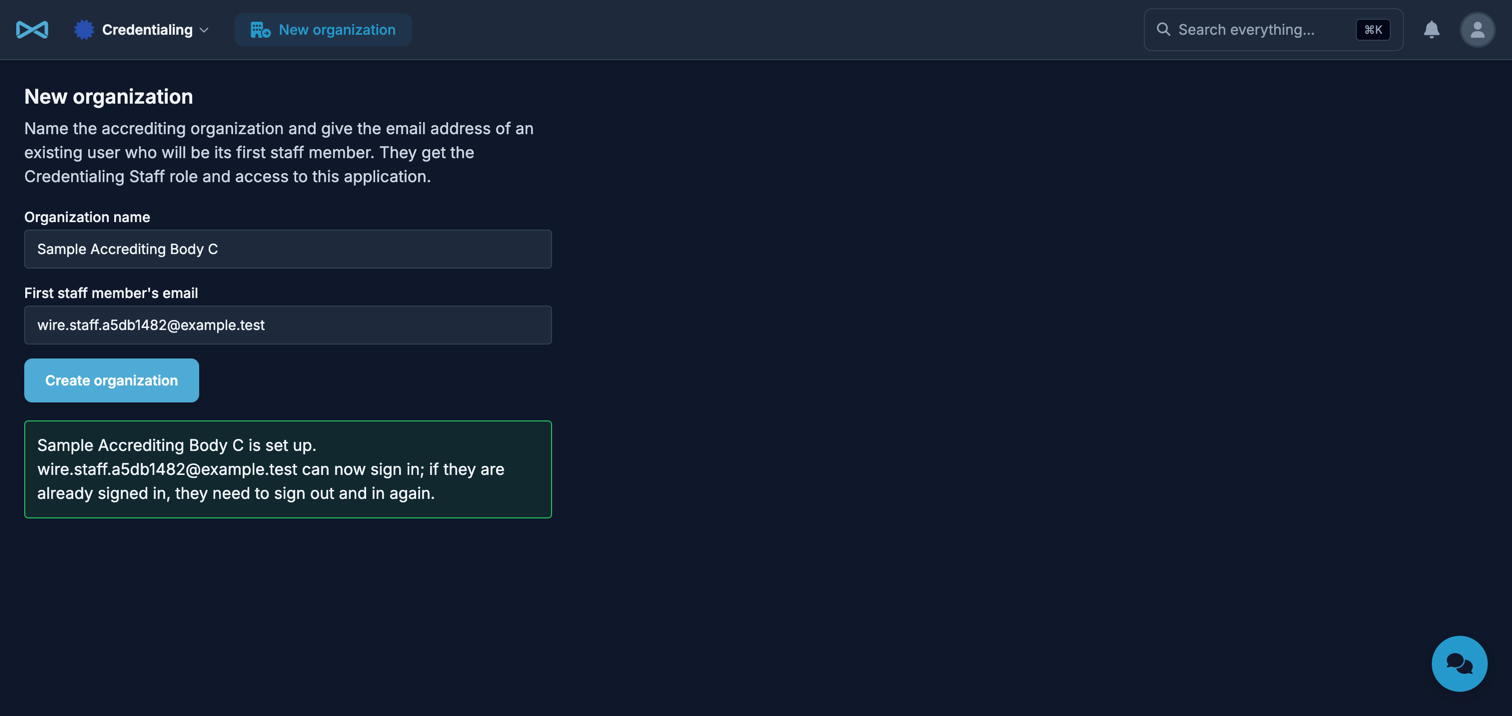 Credentialing
New organization
Search everything...
⌘K
New organization
Name the accrediting organization and give the email address of an
existing user who will be its first staff member. They get the
Credentialing Staff role and access to this application.
Organization name
Sample Accrediting Body C
First staff member's email
wire.staff.a5db1482@example.test
Create organization
Sample Accrediting Body C is set up.
wire.staff.a5db1482@example.test can now sign in; if they are
already signed in, they need to sign out and in again.